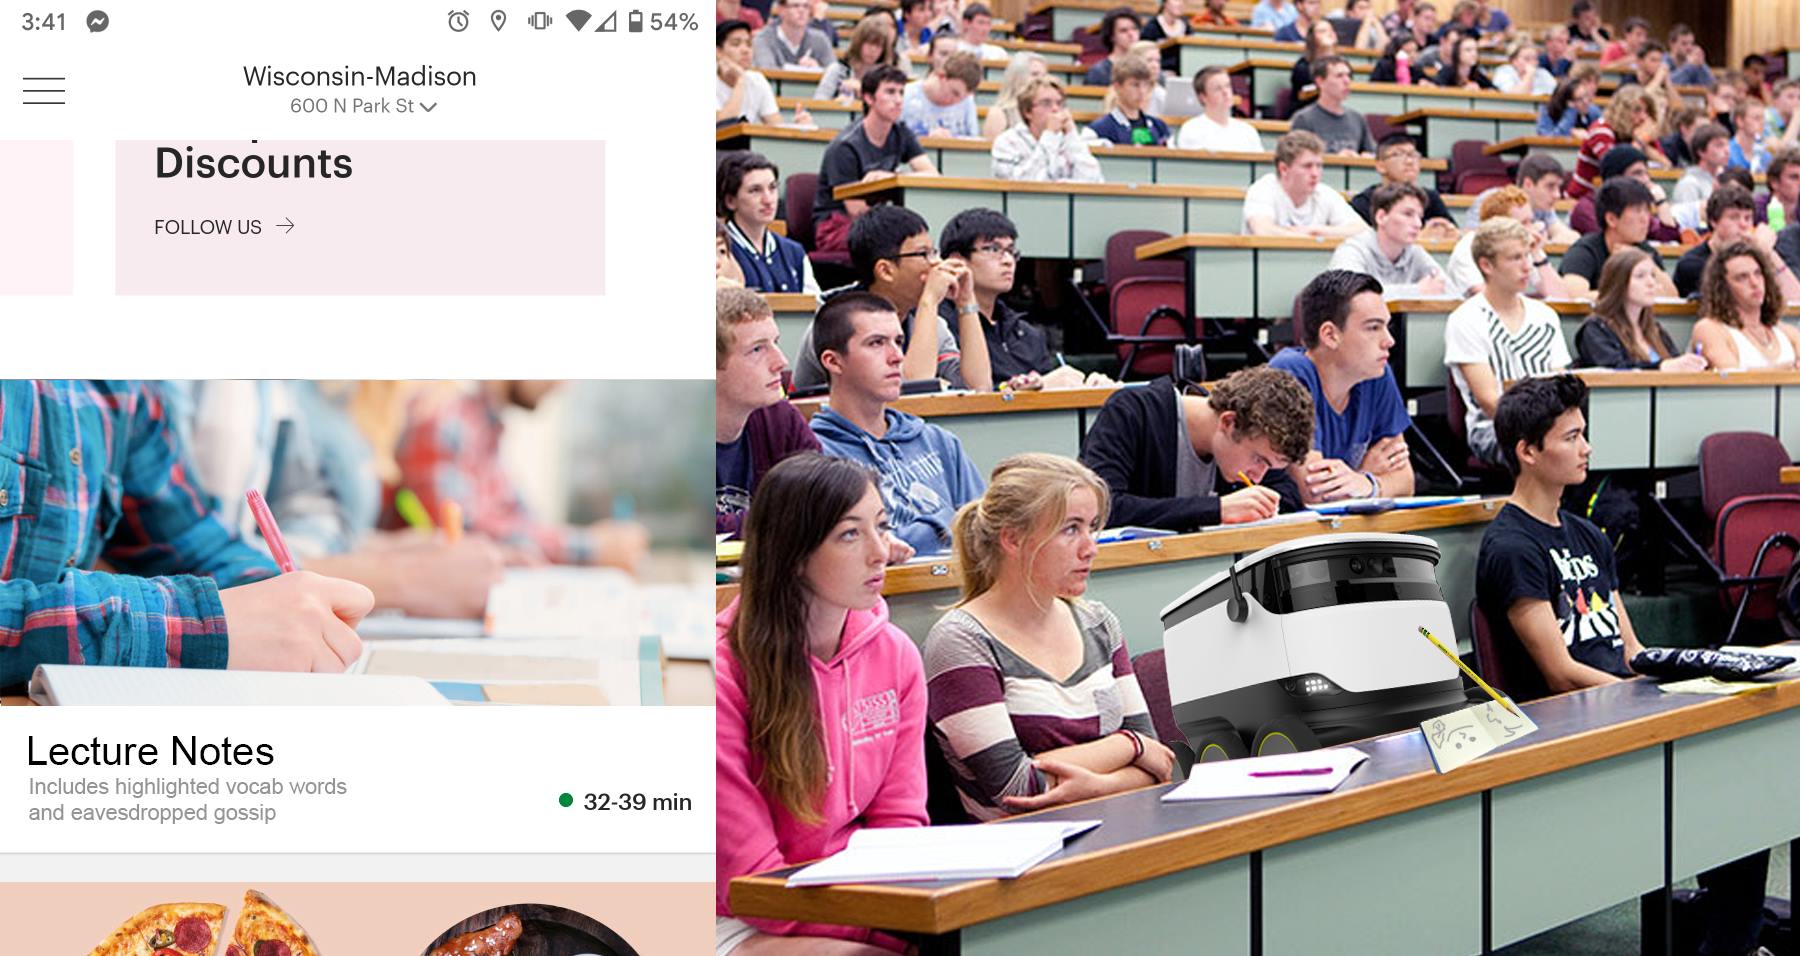 3:41
54%
Wisconsin-Madison
600 N Park St
Discounts
FOLLOW US
Lecture Notes
Includes highlighted vocab words
and eavesdropped gossip
32-39 min